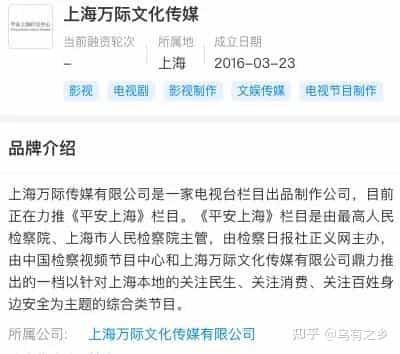 上海万际文化传媒
当前融资轮次 所属地 成立日期
– 上海 2016-03-23
影视 电视剧 影视制作 文娱传媒 电视节目制作
品牌介绍
上海万际传媒有限公司是一家电视台栏目出品制作公司，目前
正在力推《平安上海》栏目。《平安上海》栏目是由最高人民
检察院、上海市人民检察院主管，由检察日报社正义网主办，
由中国检察视频节目中心和上海万际文化传媒有限公司鼎力推
出的一档以针对上海本地的关注民生、关注消费、关注百姓身
边安全为主题的综合类节目。
所属公司: 上海万际文化传媒有限公司
知乎 @乌有之乡